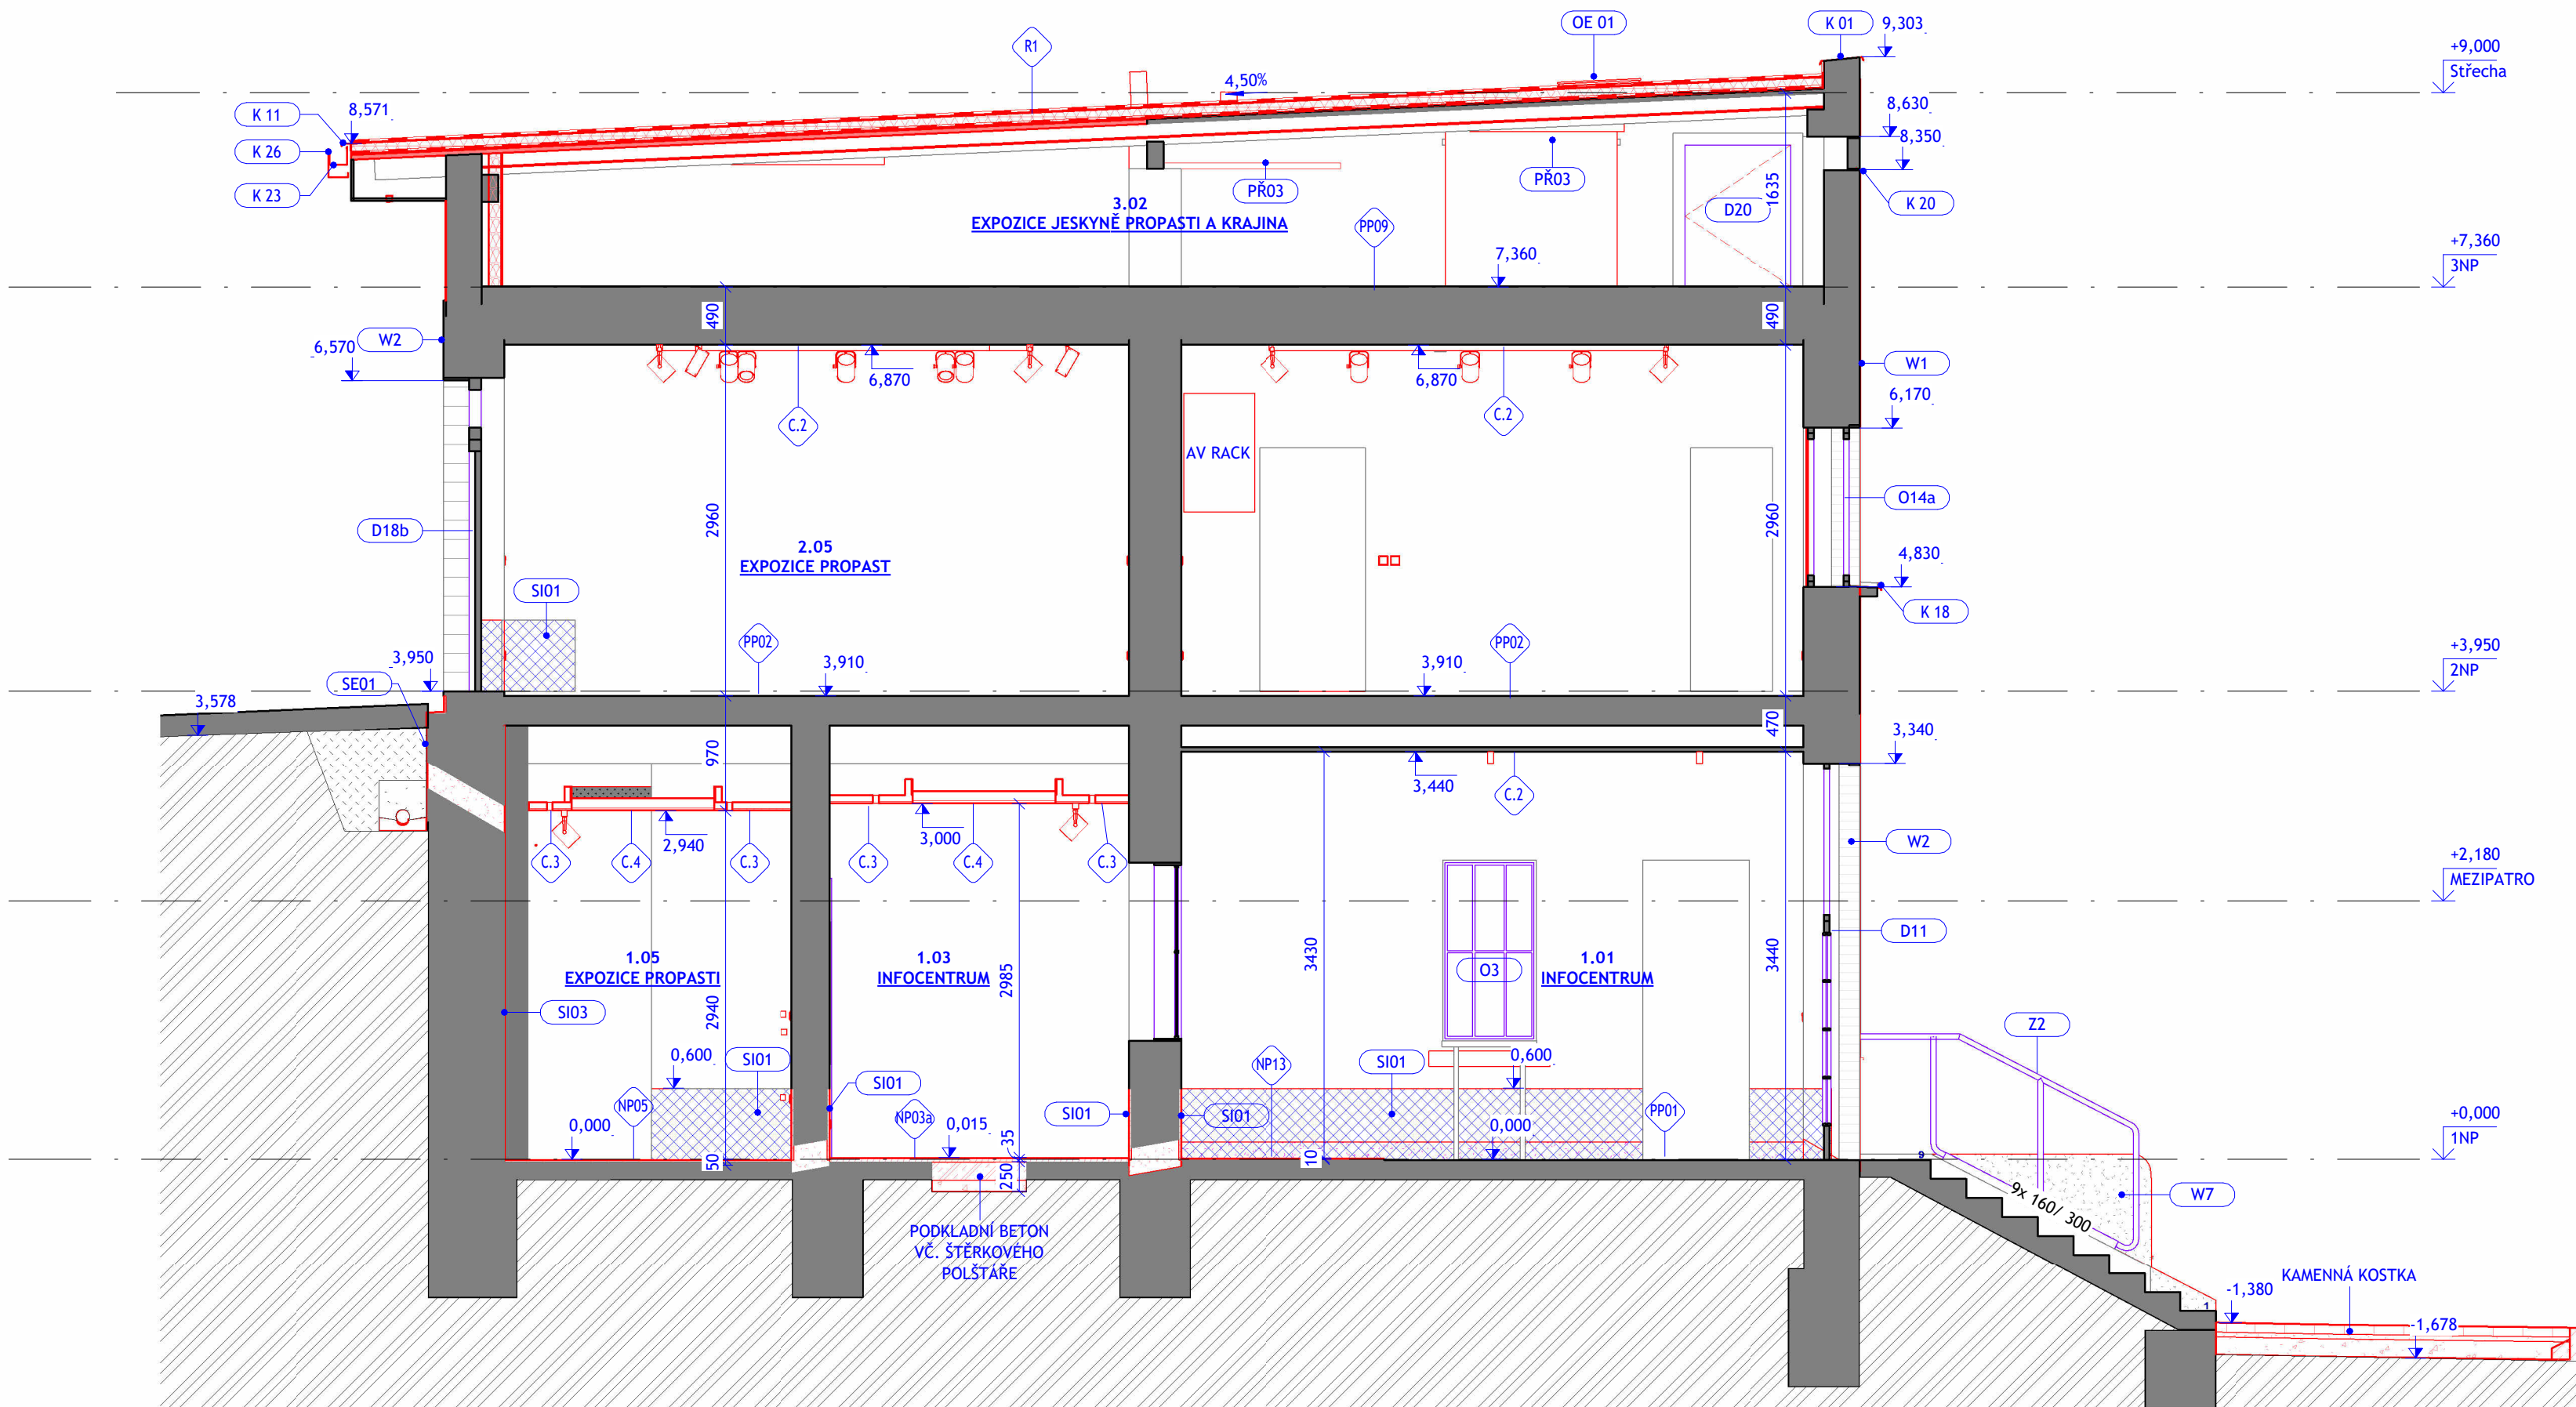 OE 01
K 01
9,303
R1
+9,000
Střecha
4,50%
K 11
8,571
8,630
K 26
8,350
K 23
PŘ03
PŘ03
1635
D20
K 20
3.02
EXPOZICE JESKYNĚ PROPASTI A KRAJINA
PP09
7,360
+7,360
3NP
490
490
W2
6,570
W1
6,870
6,870
C.2
C.2
6,170
AV RACK
O14a
2960
2960
D18b
2.05
EXPOZICE PROPAST
4,830
SI01
K 18
PP02
PP02
3,950
3,910
3,910
+3,950
2NP
SE01
3,578
470
970
3,340
3,440
C.2
3,000
2,940
C.3
C.4
C.3
C.3
C.4
C.3
W2
+2,180
MEZIPATRO
D11
1.05
EXPOZICE PROPASTI
1.03
INFOCENTRUM
1.01
INFOCENTRUM
O3
2985
3430
3440
2940
SI03
Z2
0,600
SI01
SI01
NP13
SI01
0,600
NP05
NP03a
SI01
SI01
PP01
0,000
0,015
35
0,000
+0,000
1NP
50
250
10
9
9x 160/ 300
W7
PODKLADNÍ BETON
VČ. ŠTĚRKOVÉHO
POLŠTÁŘE
KAMENNÁ KOSTKA
-1,380
1
-1,678